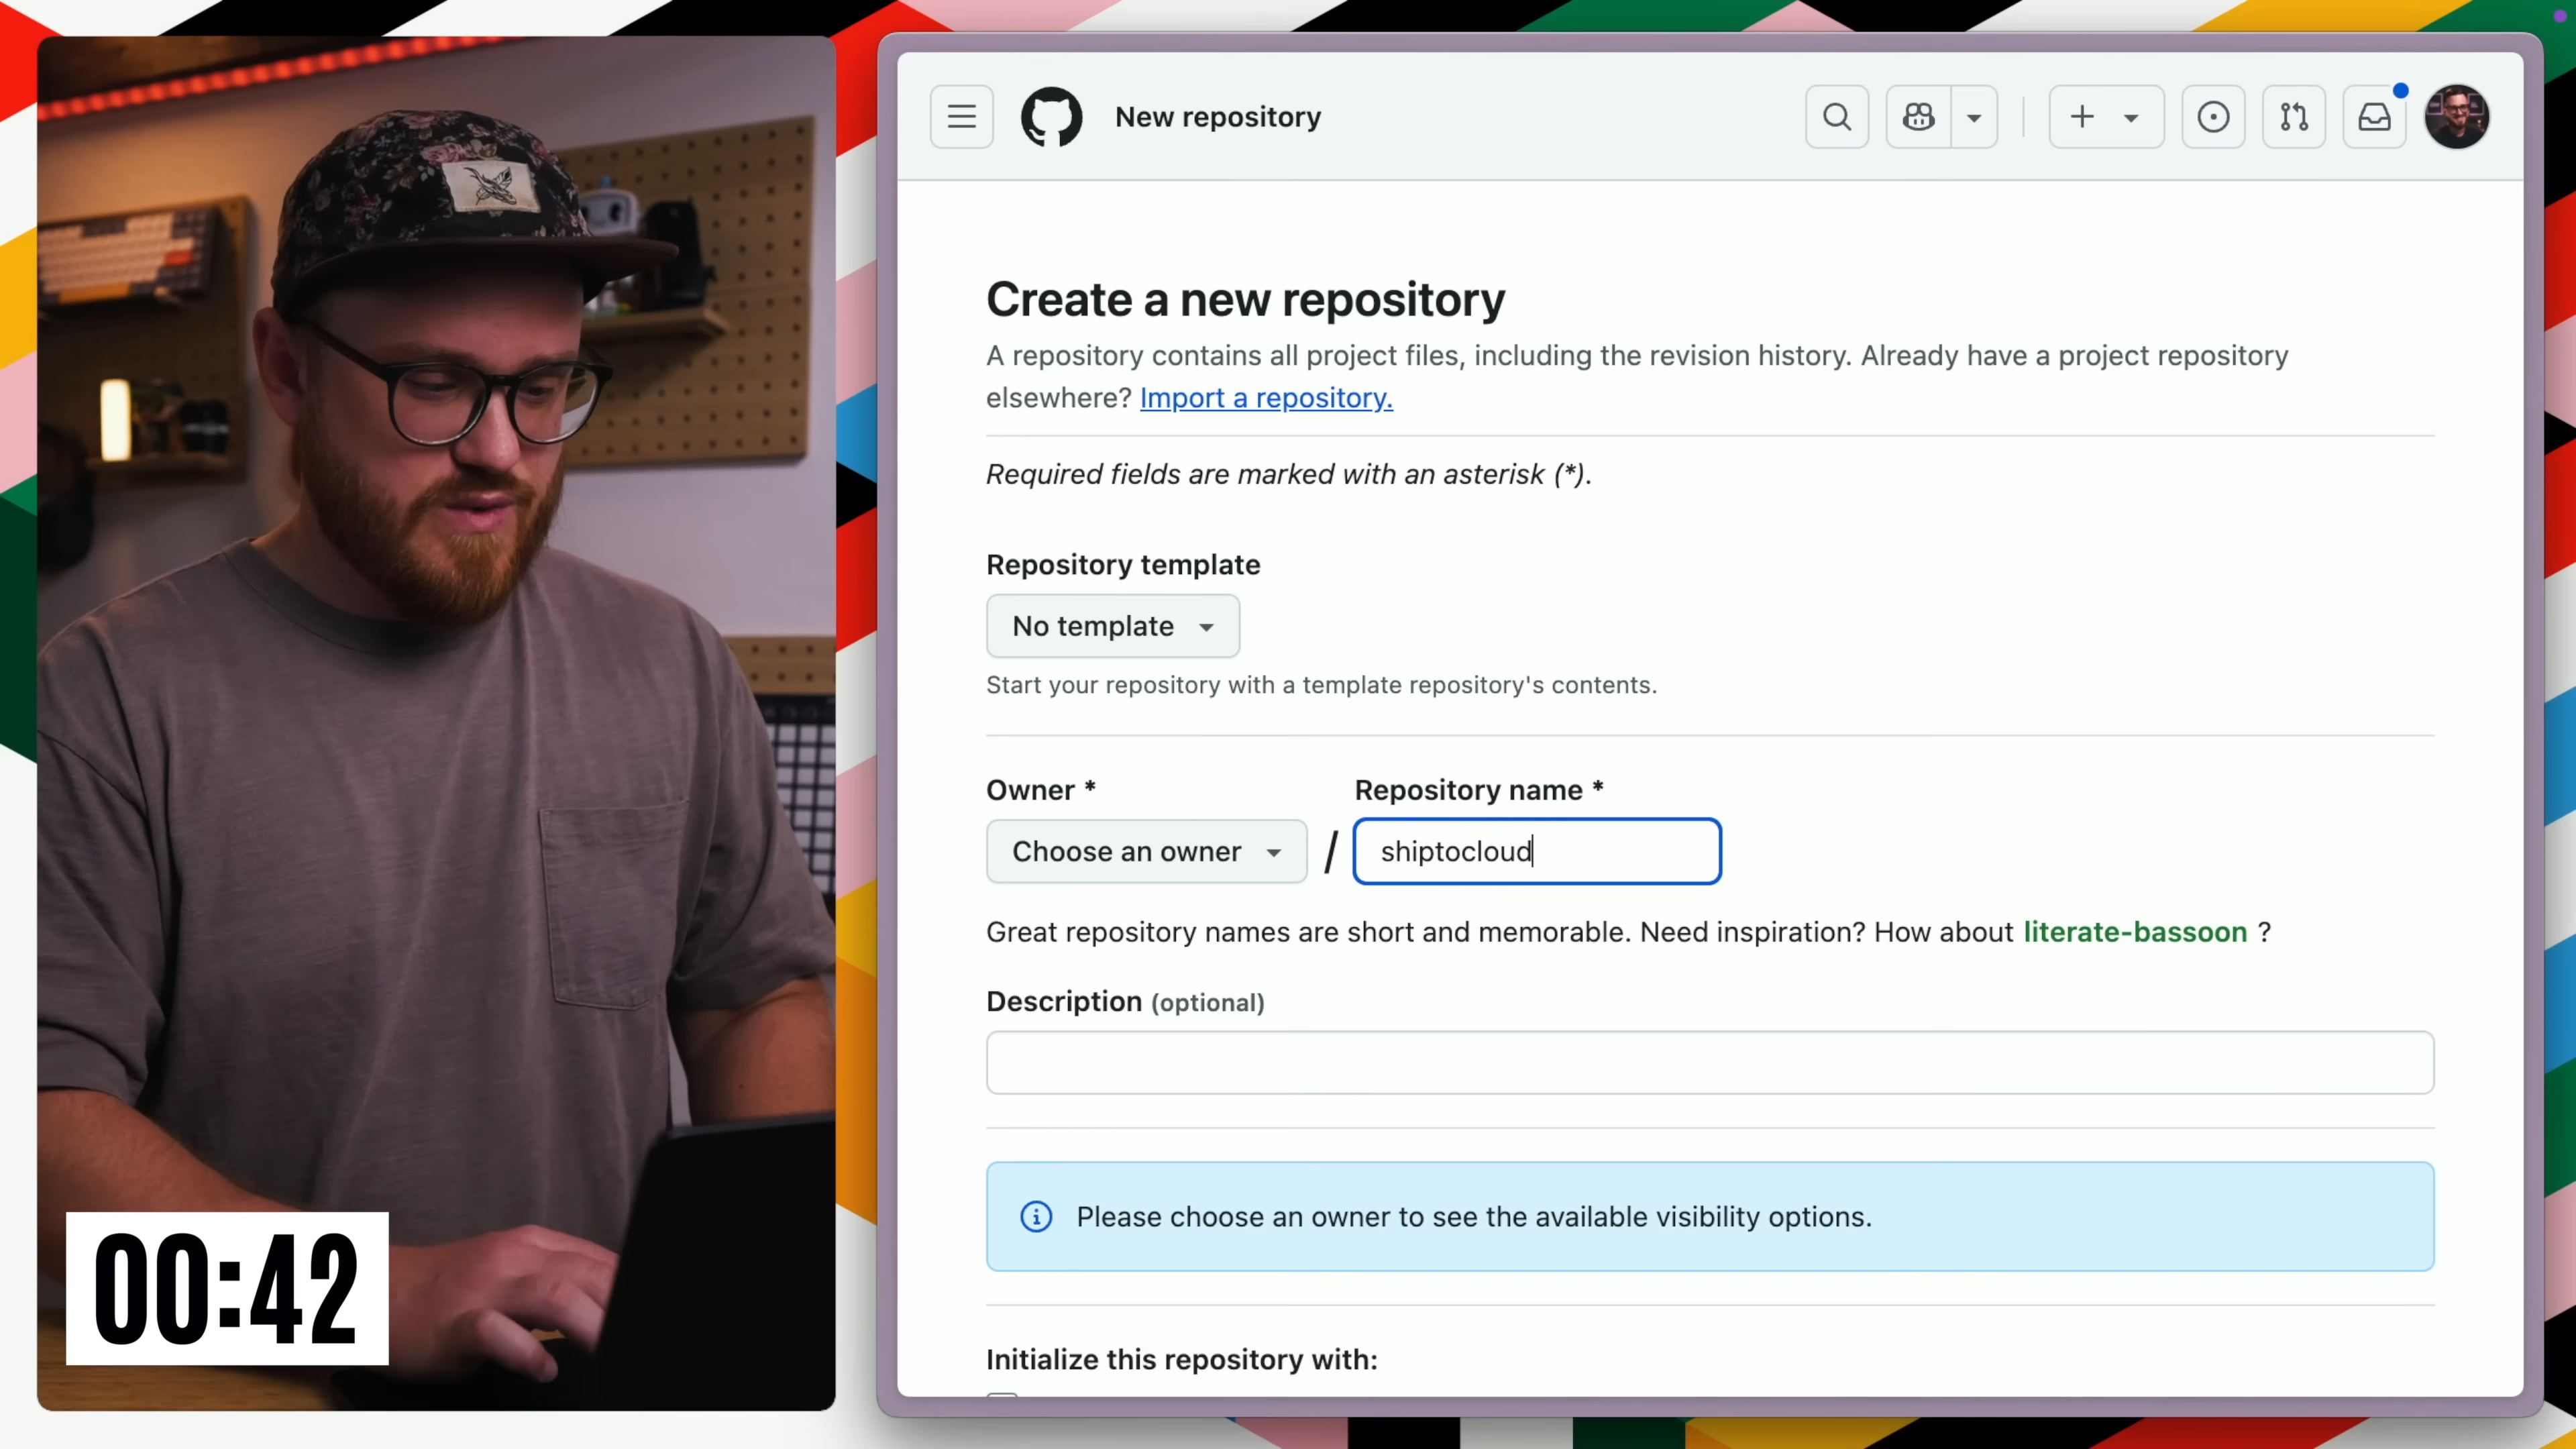 New repository
Create a new repository
A repository contains all project files, including the revision history. Already have a project repository
elsewhere? Import a repository.
Required fields are marked with an asterisk (*).
Repository template
No template
Start your repository with a template repository's contents.
Owner *
Repository name *
Choose an owner
/
shiptocloud
Great repository names are short and memorable. Need inspiration? How about literate-bassoon ?
Description (optional)
Please choose an owner to see the available visibility options.
Initialize this repository with:
00:42